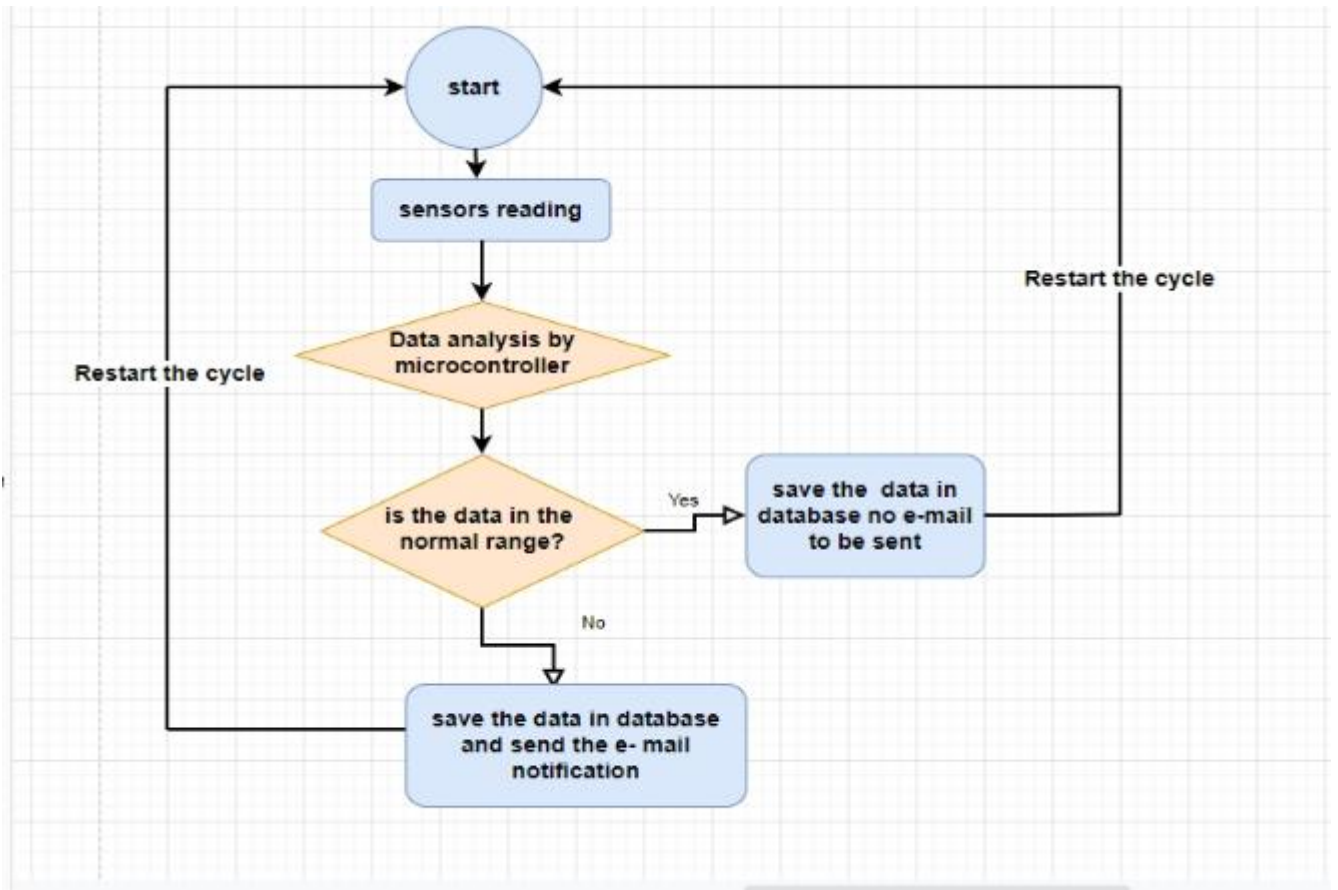 start
sensors reading
Restart the cycle
Data analysis by
microcontroller
Restart the cycle
is the data in the
normal range?
Yes
save the data in
database no e-mail
to be sent
No
save the data in database
and send the e- mail
notification